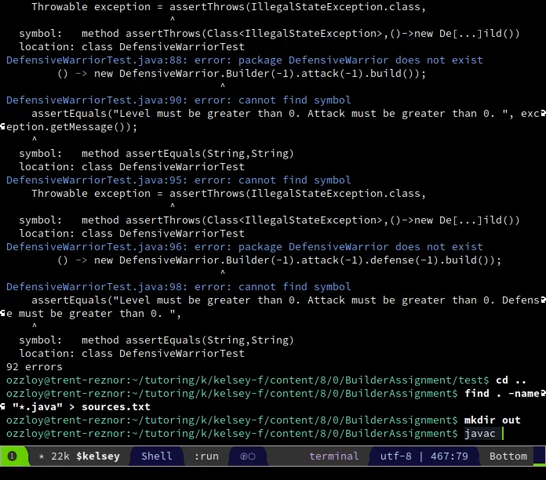 Throwable exception = assertThrows(IllegalStateException.class,
^
symbol:   method assertThrows(Class<IllegalStateException>,()->new De[...]ild())
location: class DefensiveWarriorTest
DefensiveWarriorTest.java:88: error: package DefensiveWarrior does not exist
() -> new DefensiveWarrior.Builder(-1).attack(-1).build());
^
DefensiveWarriorTest.java:90: error: cannot find symbol
assertEquals("Level must be greater than 0. Attack must be greater than 0. ", exc
eption.getMessage());
^
symbol:   method assertEquals(String,String)
location: class DefensiveWarriorTest
DefensiveWarriorTest.java:95: error: cannot find symbol
Throwable exception = assertThrows(IllegalStateException.class,
^
symbol:   method assertThrows(Class<IllegalStateException>,()->new De[...]ild())
location: class DefensiveWarriorTest
DefensiveWarriorTest.java:96: error: package DefensiveWarrior does not exist
() -> new DefensiveWarrior.Builder(-1).attack(-1).defense(-1).build());
^
DefensiveWarriorTest.java:98: error: cannot find symbol
assertEquals("Level must be greater than 0. Attack must be greater than 0. Defens
e must be greater than 0. ",
^
symbol:   method assertEquals(String,String)
location: class DefensiveWarriorTest
92 errors
ozzloy@trent-reznor:~/tutoring/k/kelsey-f/content/8/0/BuilderAssignment/test$ cd ..
ozzloy@trent-reznor:~/tutoring/k/kelsey-f/content/8/0/BuilderAssignment$ find . -name
"*.java" > sources.txt
ozzloy@trent-reznor:~/tutoring/k/kelsey-f/content/8/0/BuilderAssignment$ mkdir out
ozzloy@trent-reznor:~/tutoring/k/kelsey-f/content/8/0/BuilderAssignment$ javac
1 * 22k $kelsey Shell :run terminal utf-8 | 467:79 Bottom